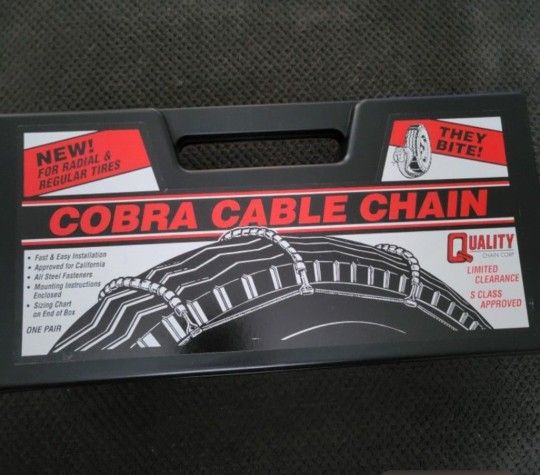 NEW!
FOR RADIAL &
REGULAR TIRES
THEY
BITE!
COBRA CABLE CHAIN
• Fast & Easy Installation
• Approved for California
• All Steel Fasteners
• Mounting Instructions
Enclosed
• Sizing Chart
on End of Box
ONE PAIR
QUALITY
CHAIN CORP.
LIMITED
CLEARANCE
S CLASS
APPROVED